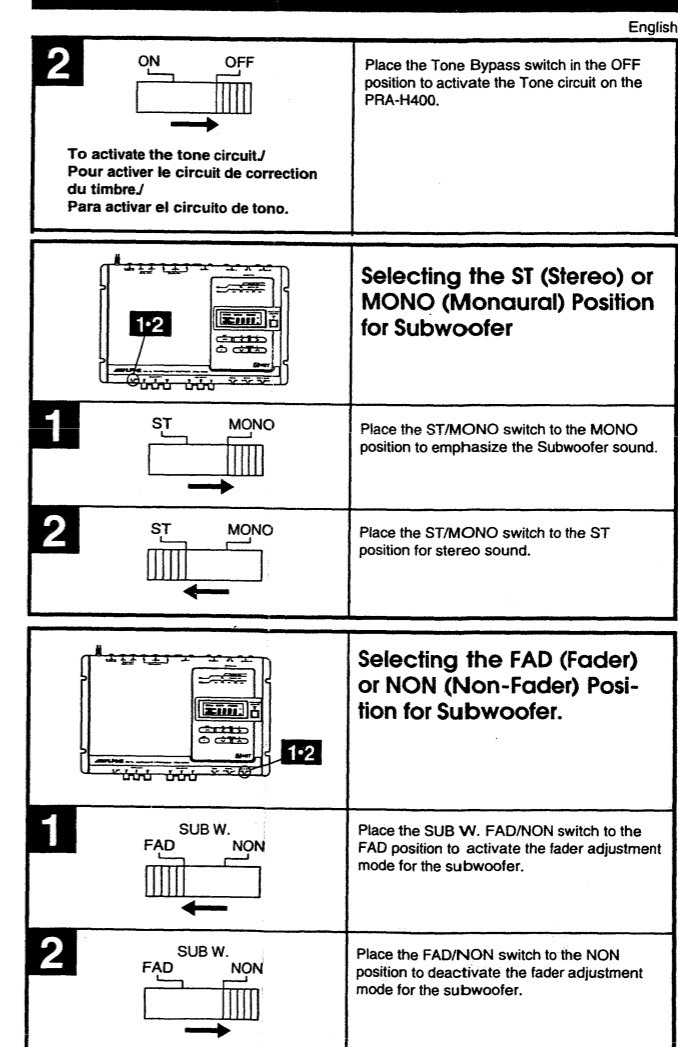 English
2
ON OFF
To activate the tone circuit./
Pour activer le circuit de correction
du timbre./
Para activar el circuito de tono.
Place the Tone Bypass switch in the OFF
position to activate the Tone circuit on the
PRA-H400.
1•2
Selecting the ST (Stereo) or
MONO (Monaural) Position
for Subwoofer
1
ST MONO
Place the ST/MONO switch to the MONO
position to emphasize the Subwoofer sound.
2
ST MONO
Place the ST/MONO switch to the ST
position for stereo sound.
1•2
Selecting the FAD (Fader)
or NON (Non-Fader) Posi-
tion for Subwoofer.
1
SUB W.
FAD NON
Place the SUB W. FAD/NON switch to the
FAD position to activate the fader adjustment
mode for the subwoofer.
2
SUB W.
FAD NON
Place the FAD/NON switch to the NON
position to deactivate the fader adjustment
mode for the subwoofer.